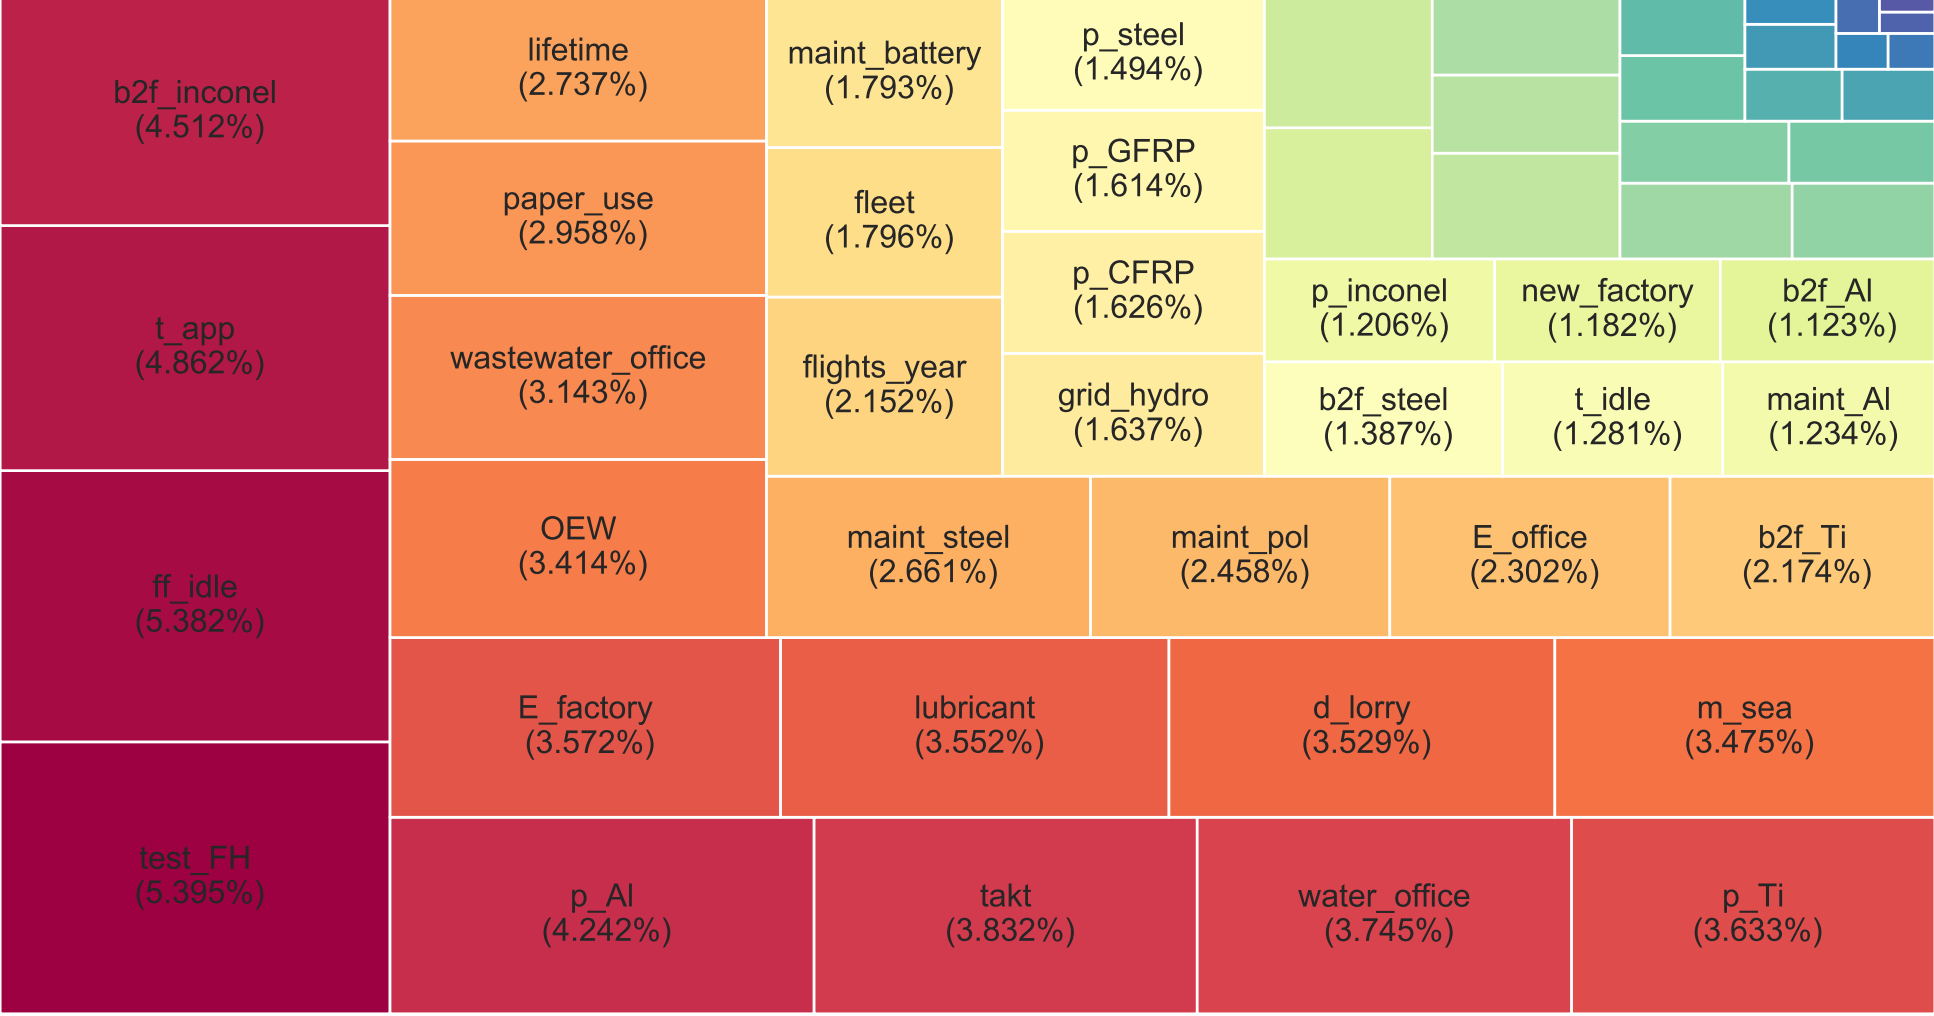 b2f_inconel
(4.512%)
t_app
(4.862%)
ff_idle
(5.382%)
test_FH
(5.395%)
lifetime
(2.737%)
paper_use
(2.958%)
wastewater_office
(3.143%)
OEW
(3.414%)
maint_battery
(1.793%)
fleet
(1.796%)
flights_year
(2.152%)
p_steel
(1.494%)
p_GFRP
(1.614%)
p_CFRP
(1.626%)
grid_hydro
(1.637%)
p_inconel
(1.206%)
new_factory
(1.182%)
b2f_Al
(1.123%)
b2f_steel
(1.387%)
t_idle
(1.281%)
maint_Al
(1.234%)
maint_steel
(2.661%)
maint_pol
(2.458%)
E_office
(2.302%)
b2f_Ti
(2.174%)
E_factory
(3.572%)
lubricant
(3.552%)
d_lorry
(3.529%)
m_sea
(3.475%)
p_Al
(4.242%)
takt
(3.832%)
water_office
(3.745%)
p_Ti
(3.633%)